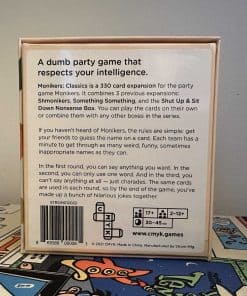 A dumb party game that
respects your intelligence.
Monikers: Classics is a 330 card expansion for the party
game Monikers. It combines 3 previous expansions:
Shmonikers, Something Something, and the Shut Up & Sit
Down Nonsense Box. You can play the cards on their own
or combine them with any other boxes in the series.
If you haven't heard of Monikers, the rules are simple: get
your friends to guess the name on a card. Each team has a
minute to get through as many weird, funny, sometimes
inappropriate names as they can.
In the first round, you can say anything you want. In the
second, you can only use one word. And in the third, you
can't say anything at all — just charades. The same cards
are used in each round, so by the end of the game, you've
made up a bunch of hilarious jokes together.
CMYK
17+
2–12+
30–45 min
www.cmyk.games